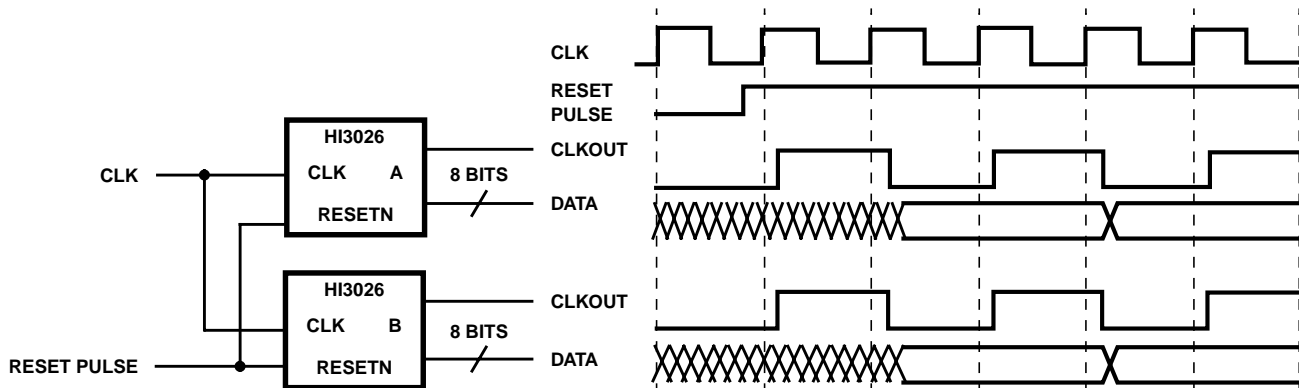 CLK
RESET
PULSE
CLKOUT
DATA
CLKOUT
DATA
CLK
RESET PULSE
HI3026
CLK A
RESETN
8 BITS
HI3026
CLK B
RESETN
8 BITS